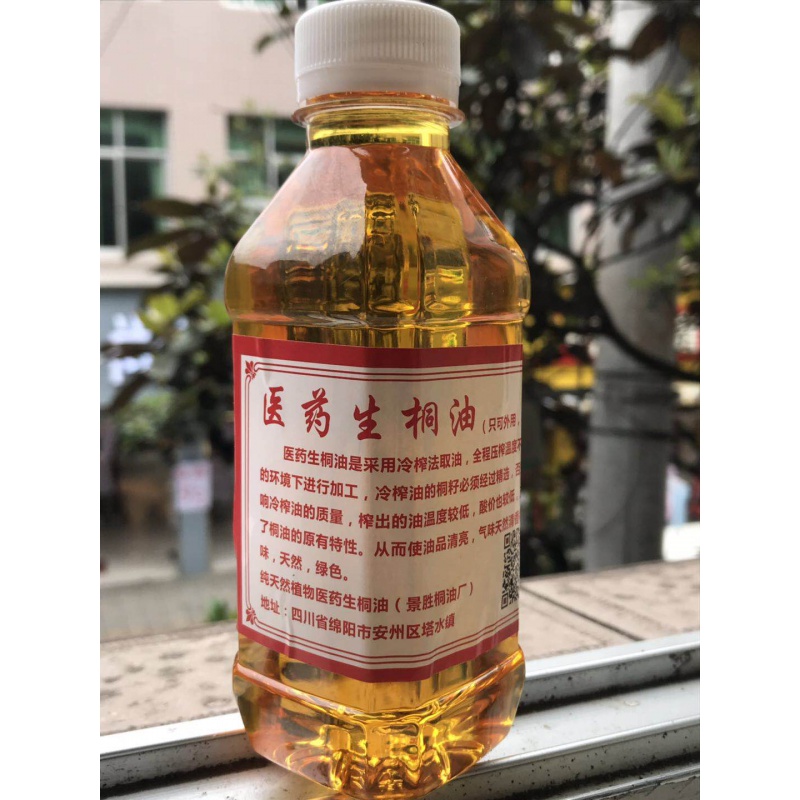 医药生桐油（只可外用，
医药生桐油是采用冷榨法取油，全程压榨温度不
的环境下进行加工，冷榨油的桐籽必须经过精选，否
响冷榨油的质量，榨出的油温度较低，酸价也较低，
了桐油的原有特性。从而使油品清亮，气味天然清香
味，天然，绿色。
纯天然植物医药生桐油（景胜桐油厂）
地址：四川省绵阳市安州区塔水镇